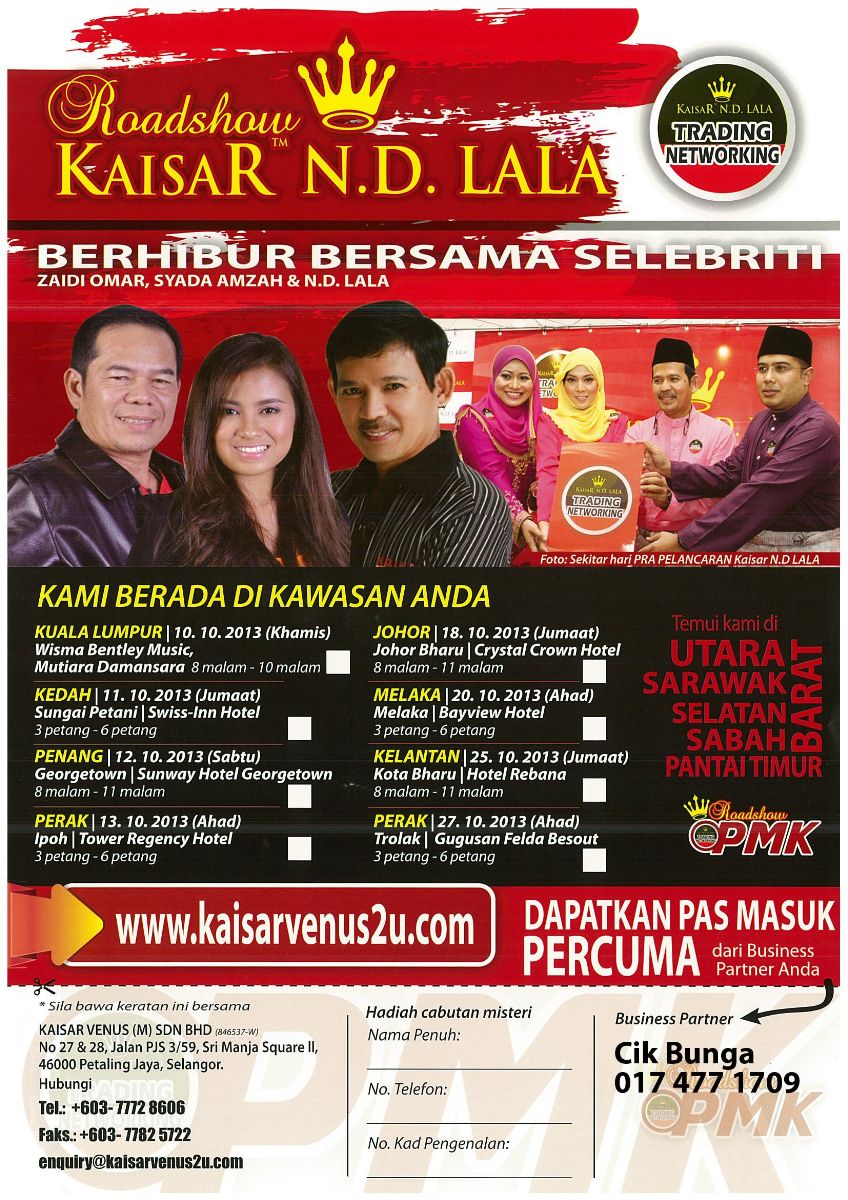 Roadshow
KAISAR™ N.D. LALA
KAISAR N.D. LALA
TRADING
NETWORKING
BERHIBUR BERSAMA SELEBRITI
ZAIDI OMAR, SYADA AMZAH & N.D. LALA
KAISAR N.D. LALA
TRADING
NETWORKING
Foto: Sekitar hari PRA PELANCARAN Kaisar N.D LALA
KAMI BERADA DI KAWASAN ANDA
KUALA LUMPUR | 10. 10. 2013 (Khamis)
Wisma Bentley Music,
Mutiara Damansara 8 malam - 10 malam
KEDAH | 11. 10. 2013 (Jumaat)
Sungai Petani | Swiss-Inn Hotel
3 petang - 6 petang
PENANG | 12. 10. 2013 (Sabtu)
Georgetown | Sunway Hotel Georgetown
8 malam - 11 malam
PERAK | 13. 10. 2013 (Ahad)
Ipoh | Tower Regency Hotel
3 petang - 6 petang
JOHOR | 18. 10. 2013 (Jumaat)
Johor Bharu | Crystal Crown Hotel
8 malam - 11 malam
MELAKA | 20. 10. 2013 (Ahad)
Melaka | Bayview Hotel
3 petang - 6 petang
KELANTAN | 25. 10. 2013 (Jumaat)
Kota Bharu | Hotel Rebana
8 malam - 11 malam
PERAK | 27. 10. 2013 (Ahad)
Trolak | Gugusan Felda Besout
3 petang - 6 petang
Temui kami di
UTARA
SARAWAK
SELATAN
SABAH
BARAT
PANTAI TIMUR
Roadshow
PMK
www.kaisarvenus2u.com
DAPATKAN PAS MASUK
PERCUMA dari Business
Partner Anda
* Sila bawa keratan ini bersama
KAISAR VENUS (M) SDN BHD (846537-W)
No 27 & 28, Jalan PJS 3/59, Sri Manja Square ll,
46000 Petaling Jaya, Selangor.
Hubungi
Tel.: +603- 7772 8606
Faks.: +603- 7782 5722
enquiry@kaisarvenus2u.com
Hadiah cabutan misteri
Nama Penuh:
No. Telefon:
No. Kad Pengenalan:
Business Partner
Cik Bunga
017 477 1709
Roadshow
PMK